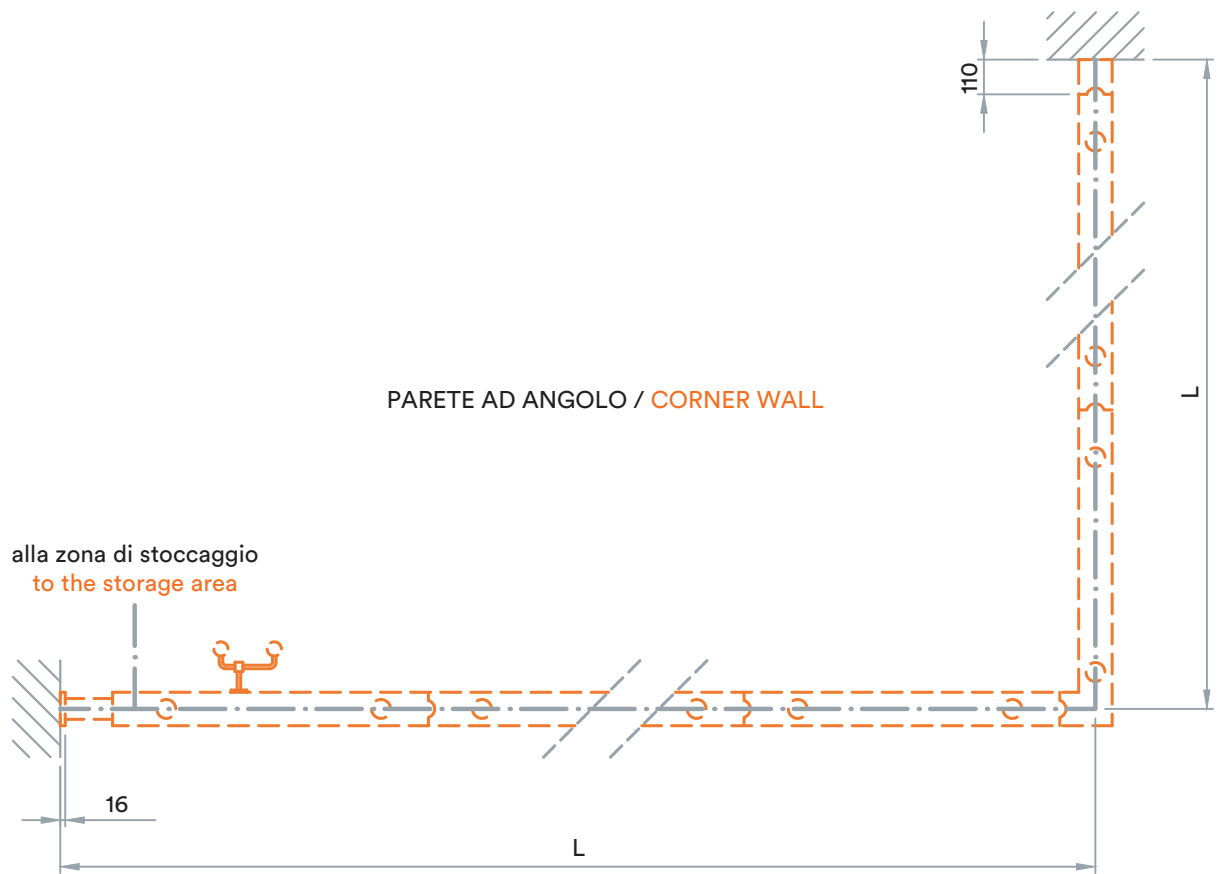 110
PARETE AD ANGOLO / CORNER WALL
L
alla zona di stoccaggio
to the storage area
16
L